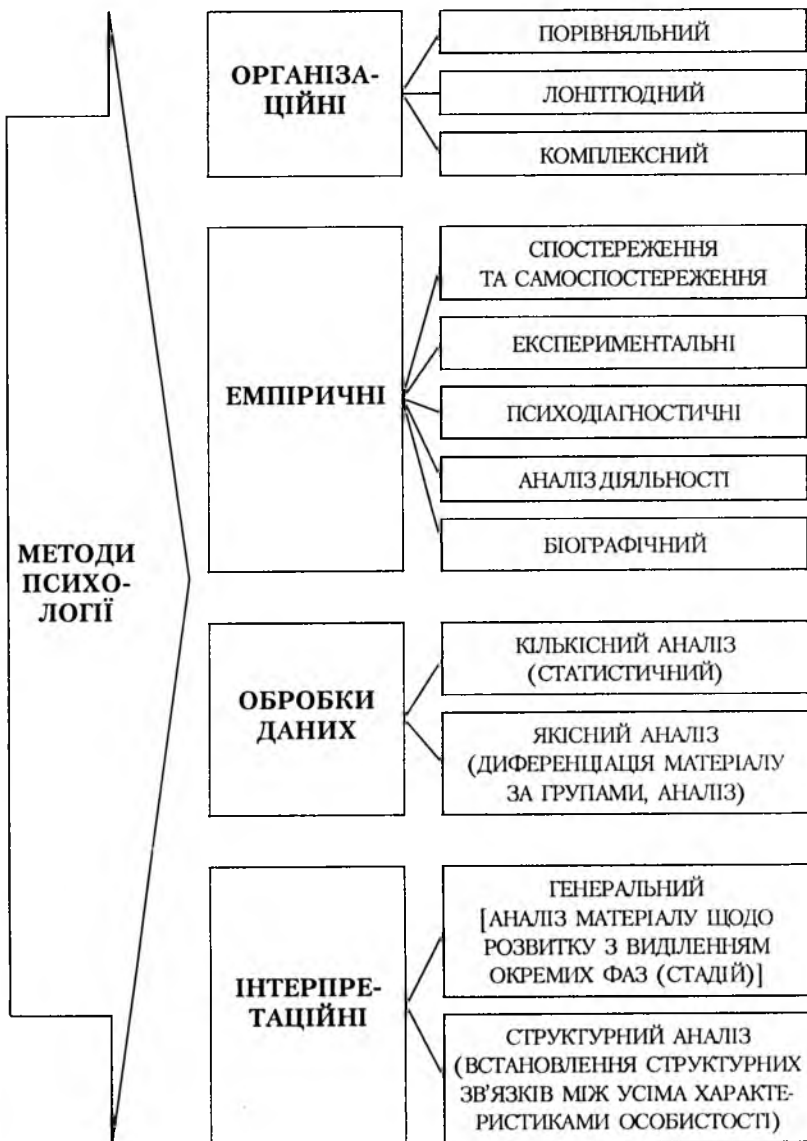 МЕТОДИ
ПСИХО-
ЛОГІЇ
ОРГАНІЗА-
ЦІЙНІ
ПОРІВНЯЛЬНИЙ
ЛОНГІТЮДНИЙ
КОМПЛЕКСНИЙ
ЕМПІРИЧНІ
СПОСТЕРЕЖЕННЯ
ТА САМОСПОСТЕРЕЖЕННЯ
ЕКСПЕРИМЕНТАЛЬНІ
ПСИХОДІАГНОСТИЧНІ
АНАЛІЗ ДІЯЛЬНОСТІ
БІОГРАФІЧНИЙ
ОБРОБКИ
ДАНИХ
КІЛЬКІСНИЙ АНАЛІЗ
(СТАТИСТИЧНИЙ)
ЯКІСНИЙ АНАЛІЗ
(ДИФЕРЕНЦІАЦІЯ МАТЕРІАЛУ
ЗА ГРУПАМИ, АНАЛІЗ)
ІНТЕРПРЕ-
ТАЦІЙНІ
ГЕНЕРАЛЬНИЙ
[АНАЛІЗ МАТЕРІАЛУ ЩОДО
РОЗВИТКУ З ВИДІЛЕННЯМ
ОКРЕМИХ ФАЗ (СТАДІЙ)]
СТРУКТУРНИЙ АНАЛІЗ
(ВСТАНОВЛЕННЯ СТРУКТУРНИХ
ЗВ'ЯЗКІВ МІЖ УСІМА ХАРАКТЕ-
РИСТИКАМИ ОСОБИСТОСТІ)